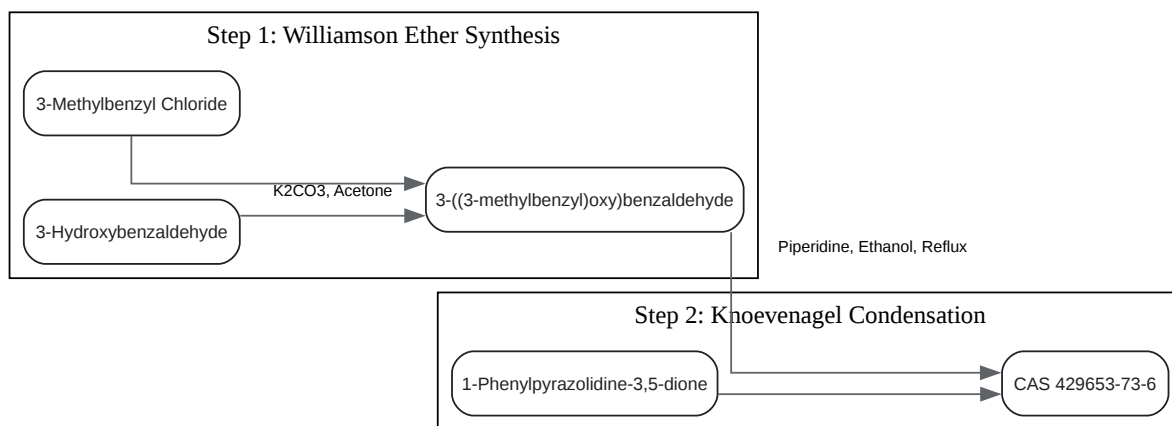 Step 1: Williamson Ether Synthesis
3-Methylbenzyl Chloride
K2CO3, Acetone
3-((3-methylbenzyl)oxy)benzaldehyde
3-Hydroxybenzaldehyde
Piperidine, Ethanol, Reflux
Step 2: Knoevenagel Condensation
1-Phenylpyrazolidine-3,5-dione
CAS 429653-73-6